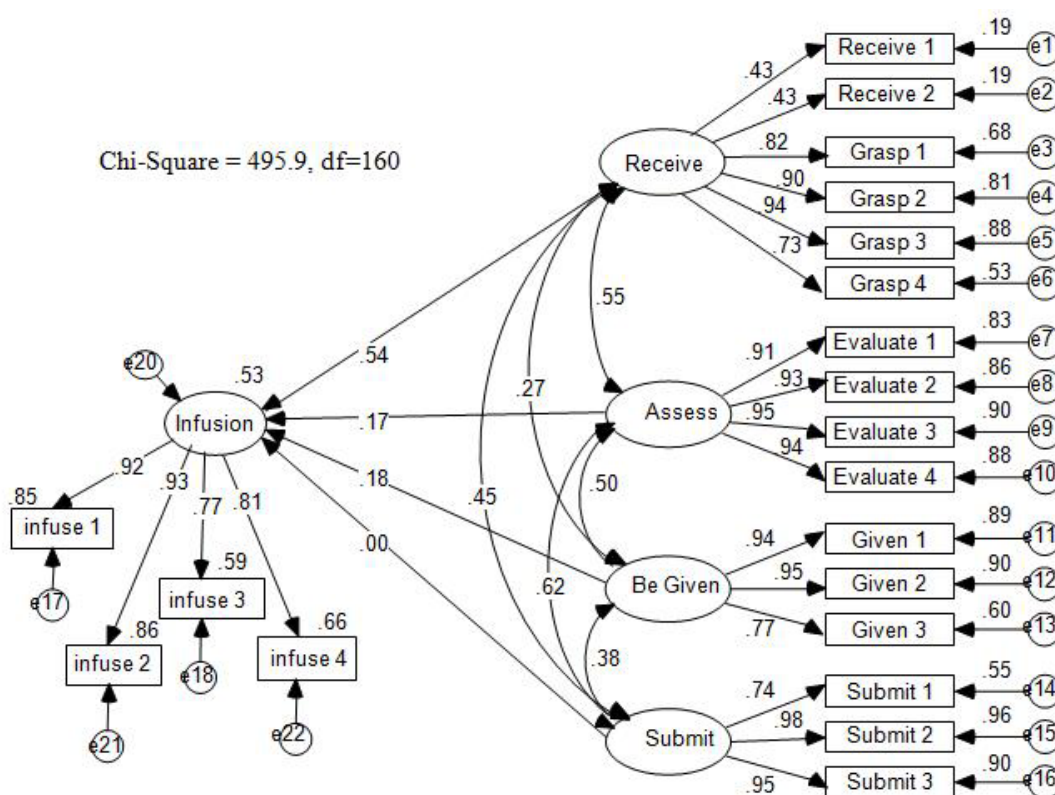 .19
Receive 1
e1
.43
.19
Receive 2
e2
.43
Chi-Square = 495.9, df=160
Receive
.82
.68
Grasp 1
e3
.90
.81
Grasp 2
e4
.94
.88
Grasp 3
e5
.73
.53
Grasp 4
e6
.55
.83
.91
Evaluate 1
e7
.86
.93
Evaluate 2
e8
e20
.53
.54
.27
Infusion
.17
Assess
.95
.90
Evaluate 3
e9
.94
.88
Evaluate 4
e10
.92
.93
.77
.81
.18
.45
.50
.85
infuse 1
.00
.94
.89
Given 1
e11
.59
.62
Be Given
.95
.90
Given 2
e12
e17
infuse 3
.77
.60
Given 3
e13
.86
.66
infuse 2
e18
infuse 4
.38
.74
.55
Submit 1
e14
e21
e22
Submit
.98
.96
Submit 2
e15
.95
.90
Submit 3
e16